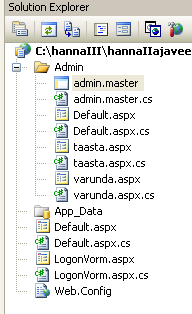 Solution Explorer
C:\hannaIII\hannaIIajavee
Admin
admin.master
admin.master.cs
Default.aspx
Default.aspx.cs
taasta.aspx
taasta.aspx.cs
varunda.aspx
varunda.aspx.cs
App_Data
Default.aspx
Default.aspx.cs
LogonVorm.aspx
LogonVorm.aspx.cs
Web.Config